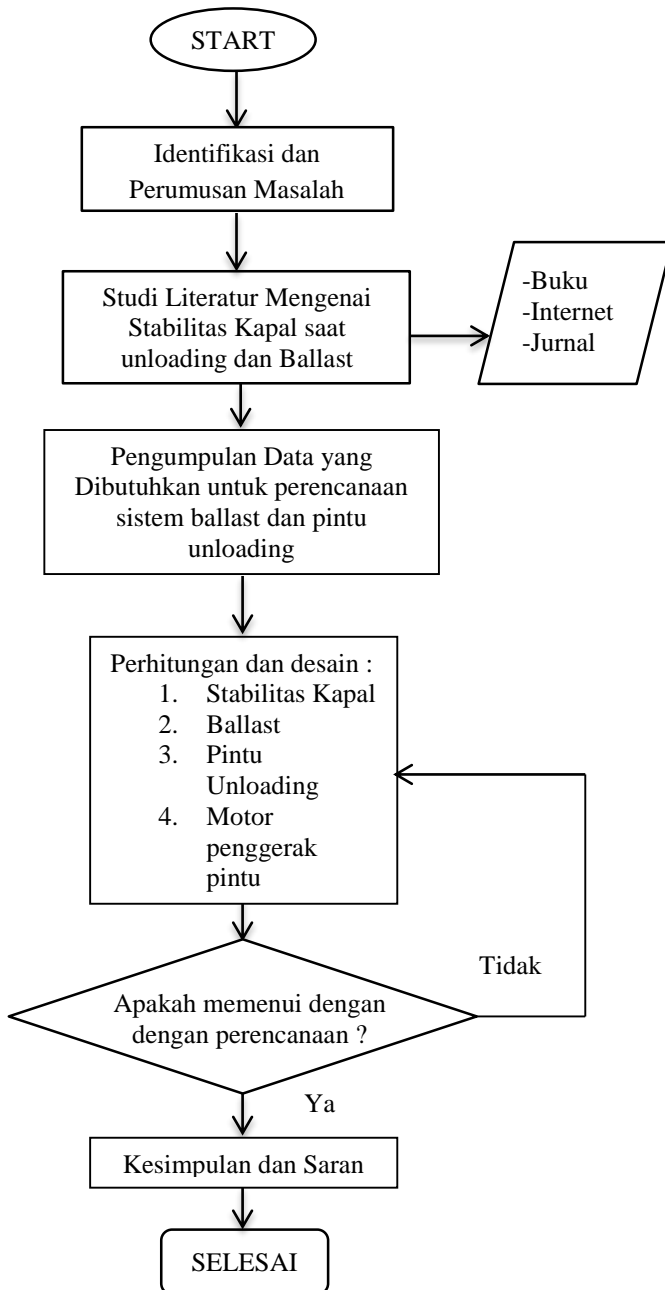 START
Identifikasi dan
Perumusan Masalah
Studi Literatur Mengenai
Stabilitas Kapal saat
unloading dan Ballast
-Buku
-Internet
-Jurnal
Pengumpulan Data yang
Dibutuhkan untuk perencanaan
sistem ballast dan pintu
unloading
Perhitungan dan desain :
1. Stabilitas Kapal
2. Ballast
3. Pintu
Unloading
4. Motor
penggerak
pintu
Tidak
Apakah memenui dengan
dengan perencanaan ?
Ya
Kesimpulan dan Saran
SELESAI